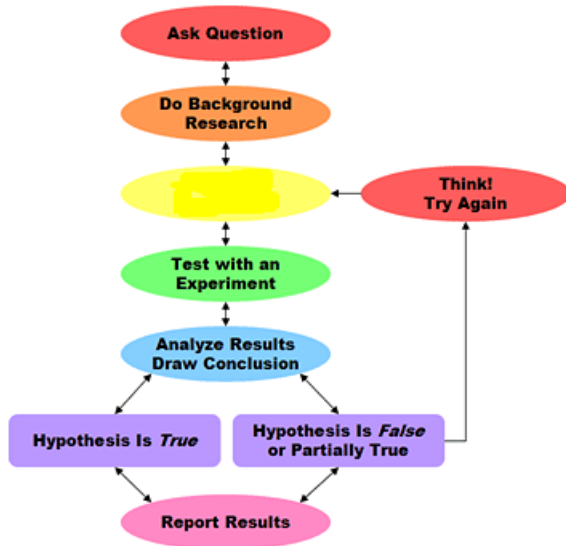 Ask Question
Do Background
Research
Think!
Try Again
Test with an
Experiment
Analyze Results
Draw Conclusion
Hypothesis Is True
Hypothesis Is False
or Partially True
Report Results